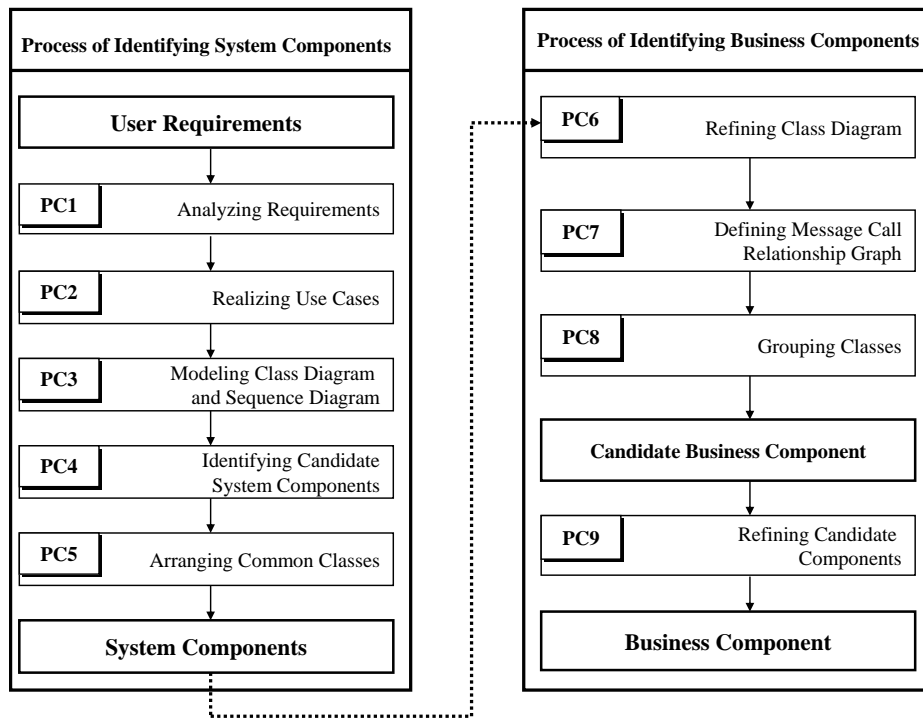 Process of Identifying System Components
User Requirements
PC1
Analyzing Requirements
PC2
Realizing Use Cases
PC3
Modeling Class Diagram
and Sequence Diagram
PC4
Identifying Candidate
System Components
PC5
Arranging Common Classes
System Components
Process of Identifying Business Components
PC6
Refining Class Diagram
PC7
Defining Message Call
Relationship Graph
PC8
Grouping Classes
Candidate Business Component
PC9
Refining Candidate
Components
Business Component